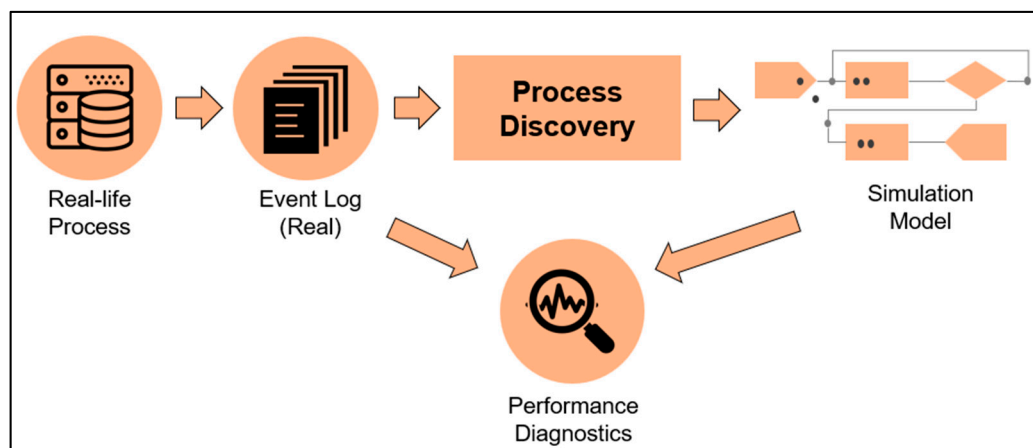 Process
Discovery
Real-life
Process
Event Log
(Real)
Simulation
Model
Performance
Diagnostics